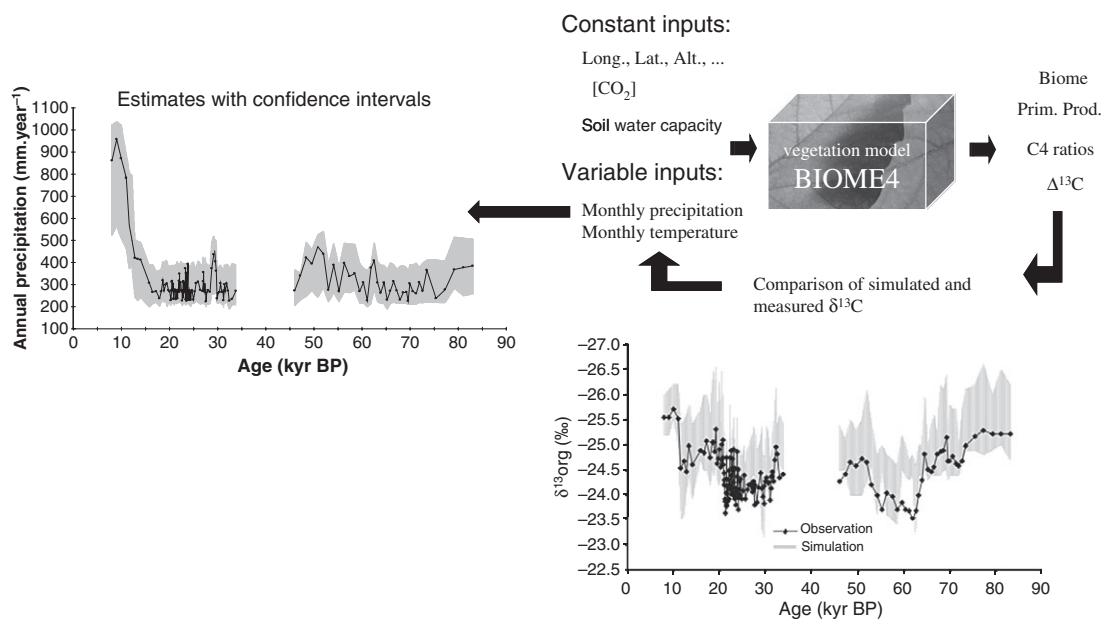 Constant inputs:
Long., Lat., Alt., ...
[CO₂]
Soil water capacity
Variable inputs:
Monthly precipitation
Monthly temperature
vegetation model
BIOME4
Biome
Prim. Prod.
C4 ratios
Δ¹³C
Comparison of simulated and
measured δ¹³C
Estimates with confidence intervals
Annual precipitation (mm.year⁻¹)
1100
1000
900
800
700
600
500
400
300
200
100
0 10 20 30 40 50 60 70 80 90
Age (kyr BP)
δ¹³org (‰)
–27.0
–26.5
–26.0
–25.5
–25.0
–24.5
–24.0
–23.5
–23.0
–22.5
Observation
Simulation
0 10 20 30 40 50 60 70 80 90
Age (kyr BP)